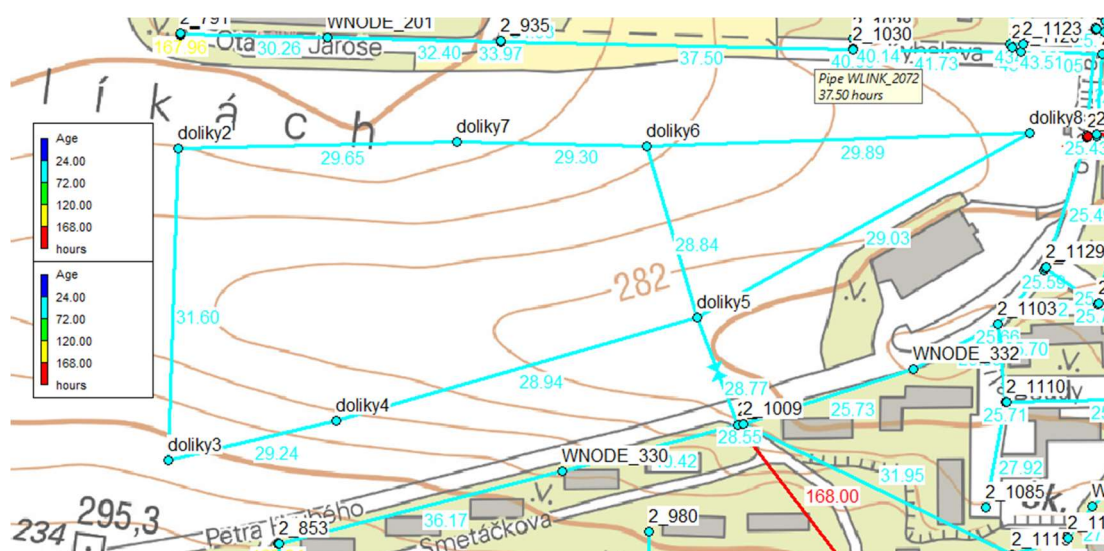 2_791
WNODE_201
2_935
2_1030
2_1123
167.96
Ota
30.26
Jarose
32.40
33.97
37.50
40.14
41.73
43.51
Pipe WLINK_2072
37.50 hours
l í k á c h
doliky2
doliky7
doliky6
doliky8
29.65
29.30
29.89
25.43
Age
24.00
72.00
120.00
168.00
hours
Age
24.00
72.00
120.00
168.00
hours
28.84
29.03
282
2_1129
25.59
31.60
doliky5
2_1103
V.
28.94
28.77
WNODE_332
25.70
V.
doliky4
2_1009
25.73
2_1110
25.71
doliky3
29.24
28.55
WNODE_330
31.95
27.92
168.00
295,3
234
Petra
2_853
36.17
V.
Smetáčkova
2_980
2_1085
sk.
2_1115